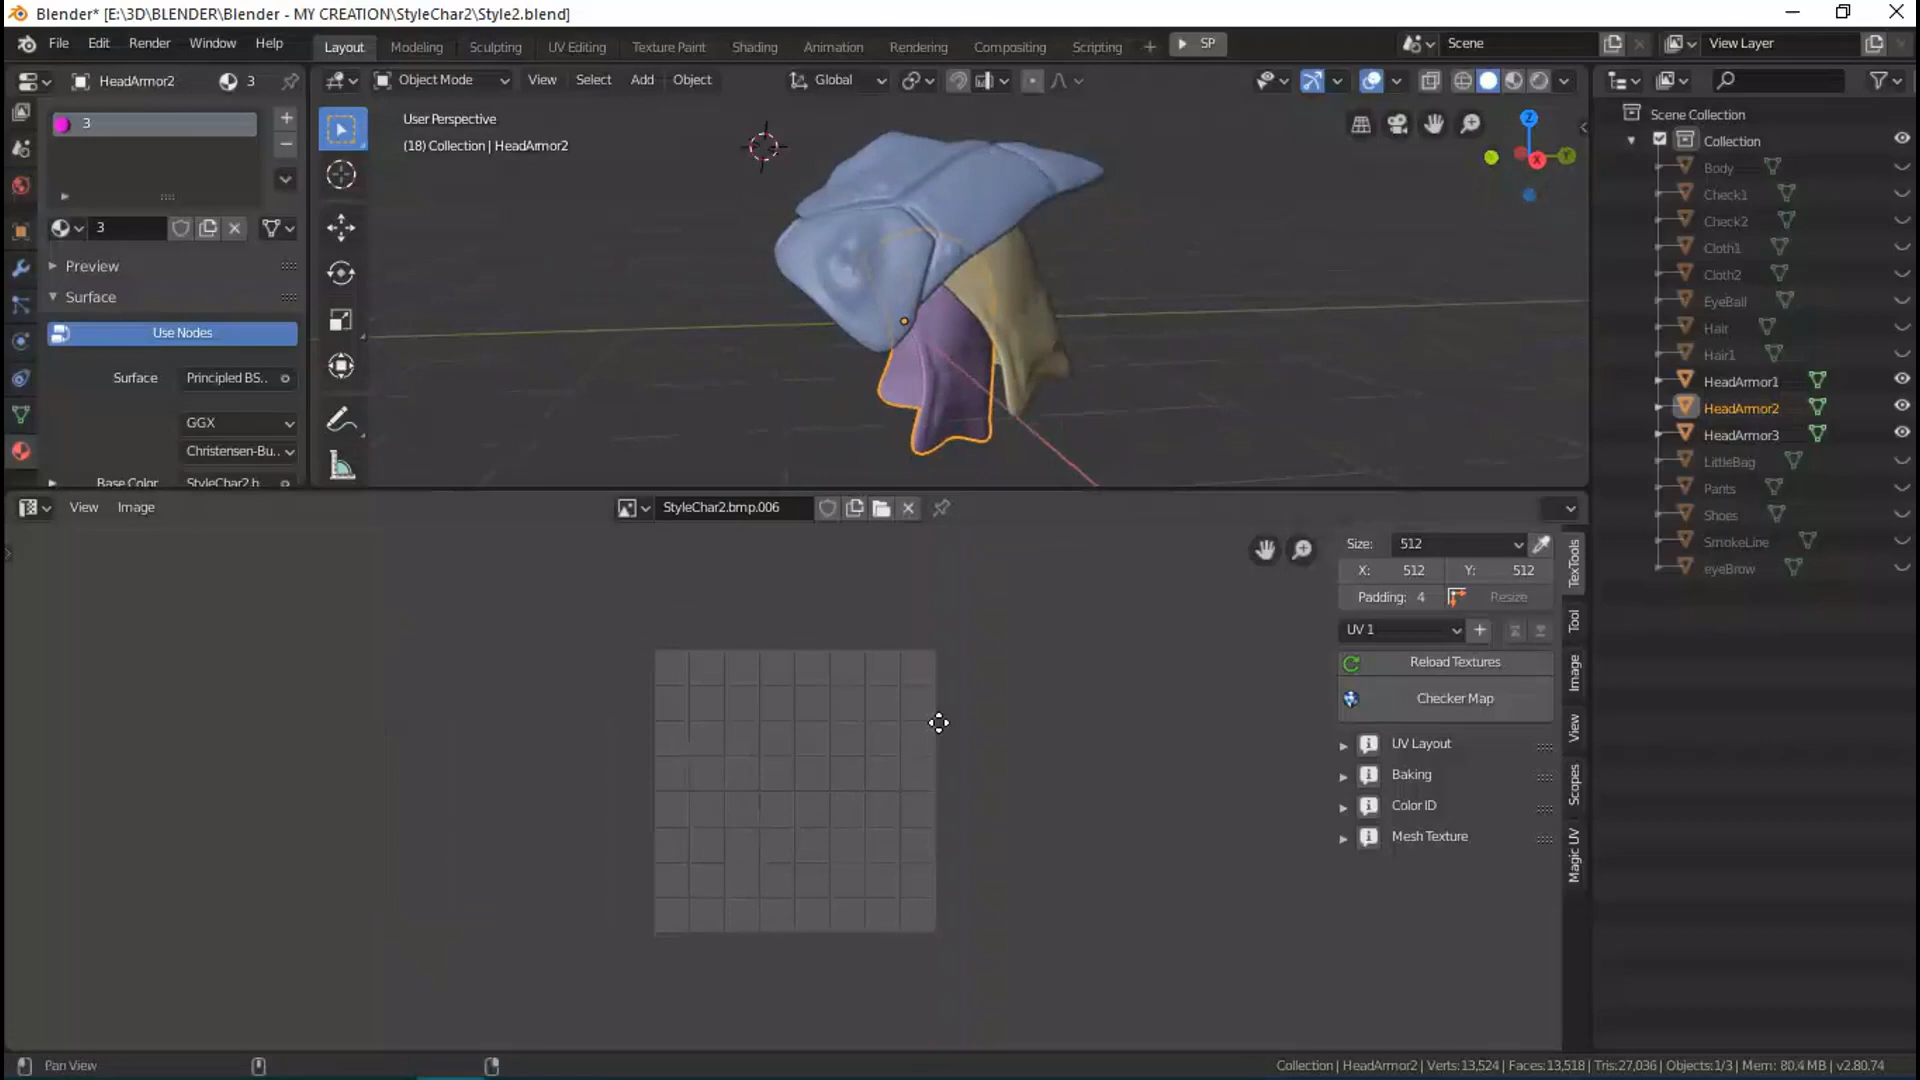 Blender* [E:\3D\BLENDER\Blender - MY CREATION\StyleChar2\Style2.blend]
File Edit Render Window Help
Layout Modeling Sculpting UV Editing Texture Paint Shading Animation Rendering Compositing Scripting + SP
Scene
View Layer
HeadArmor2 3
Object Mode View Select Add Object
Global
3
User Perspective
(18) Collection | HeadArmor2
3
Preview
Surface
Use Nodes
Surface Principled BS..
GGX
Christensen-Bu..
Base Color StyleChar2.b
Z
X
Y
Scene Collection
Collection
Body
Check1
Check2
Cloth1
Cloth2
EyeBall
Hair
Hair1
HeadArmor1
HeadArmor2
HeadArmor3
LittleBag
Pants
Shoes
SmokeLine
eyeBrow
View Image
StyleChar2.bmp.006
Size: 512
X: 512 Y: 512
Padding: 4 Resize
UV 1
Reload Textures
Checker Map
UV Layout
Baking
Color ID
Mesh Texture
TexTools
Tool
Image
View
Scopes
Magic UV
Pan View
Collection | HeadArmor2 | Verts:13,524 | Faces:13,518 | Tris:27,036 | Objects:1/3 | Mem: 80.4 MB | v2.80.74